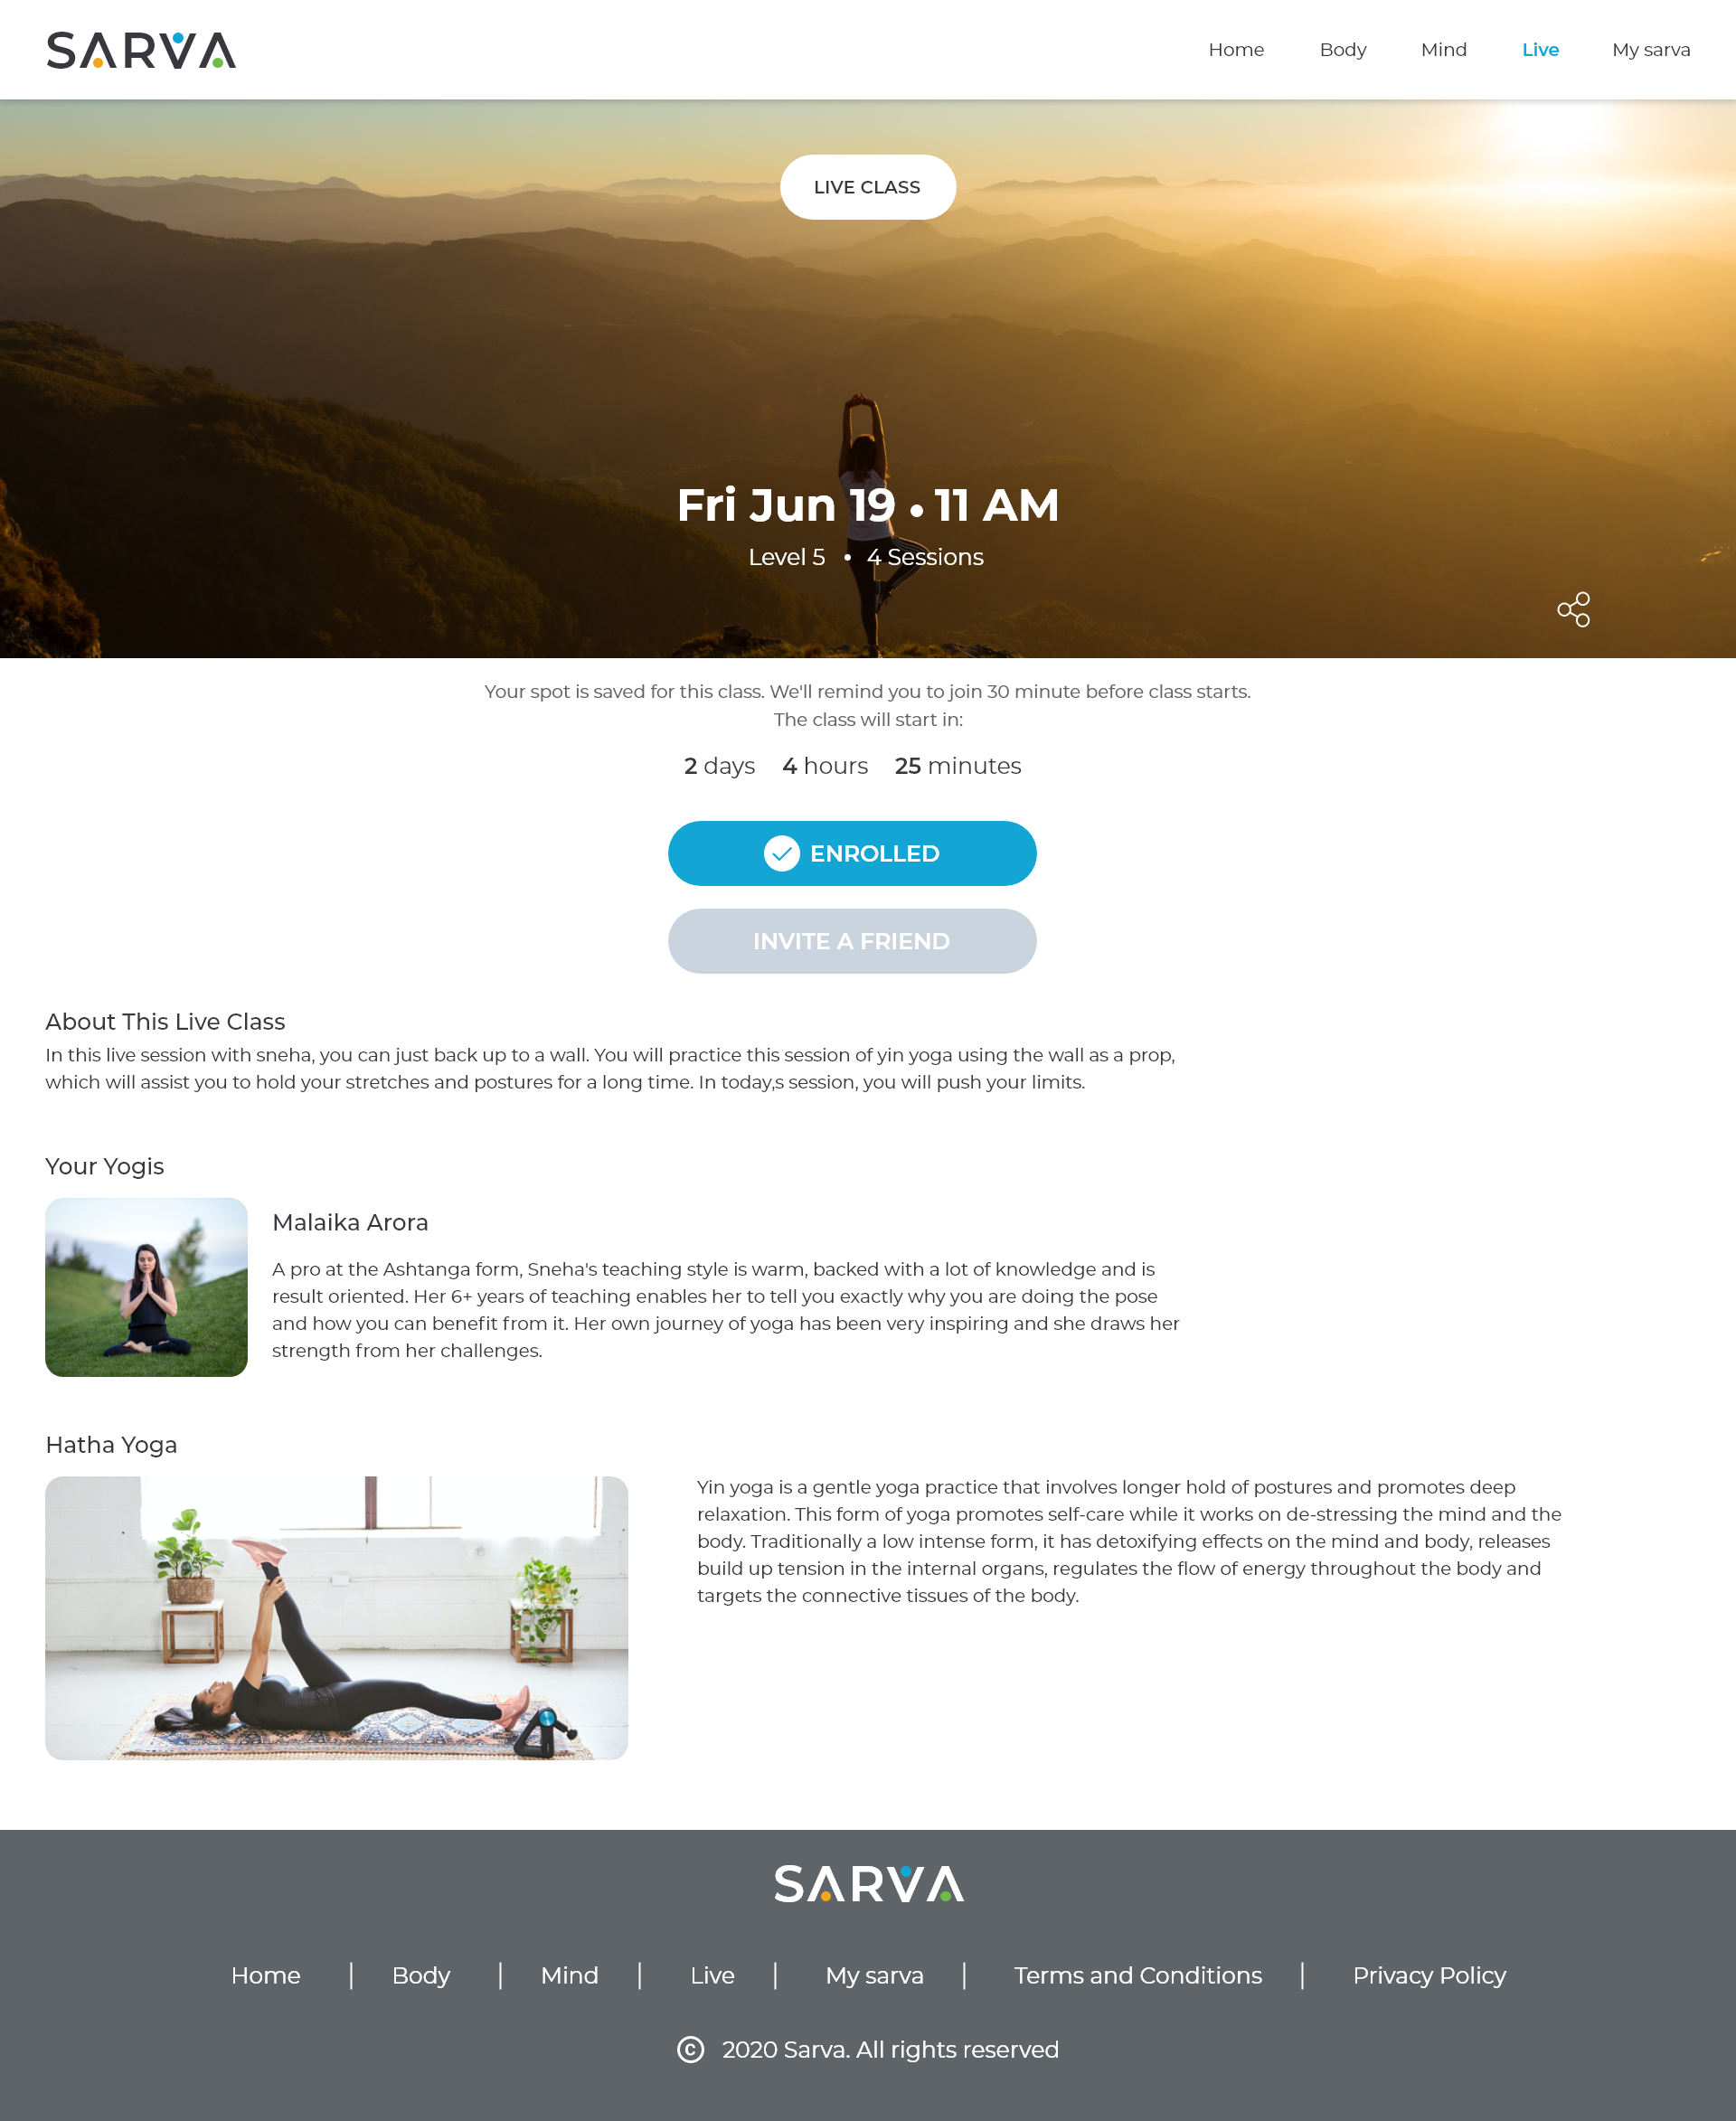 SARVA
Home Body Mind Live My sarva
LIVE CLASS
Fri Jun 19 • 11 AM
Level 5 • 4 Sessions
Your spot is saved for this class. We'll remind you to join 30 minute before class starts.
The class will start in:
2 days 4 hours 25 minutes
ENROLLED
INVITE A FRIEND
About This Live Class
In this live session with sneha, you can just back up to a wall. You will practice this session of yin yoga using the wall as a prop,
which will assist you to hold your stretches and postures for a long time. In today,s session, you will push your limits.
Your Yogis
Malaika Arora
A pro at the Ashtanga form, Sneha's teaching style is warm, backed with a lot of knowledge and is
result oriented. Her 6+ years of teaching enables her to tell you exactly why you are doing the pose
and how you can benefit from it. Her own journey of yoga has been very inspiring and she draws her
strength from her challenges.
Hatha Yoga
Yin yoga is a gentle yoga practice that involves longer hold of postures and promotes deep
relaxation. This form of yoga promotes self-care while it works on de-stressing the mind and the
body. Traditionally a low intense form, it has detoxifying effects on the mind and body, releases
build up tension in the internal organs, regulates the flow of energy throughout the body and
targets the connective tissues of the body.
SARVA
Home | Body | Mind | Live | My sarva | Terms and Conditions | Privacy Policy
© 2020 Sarva. All rights reserved